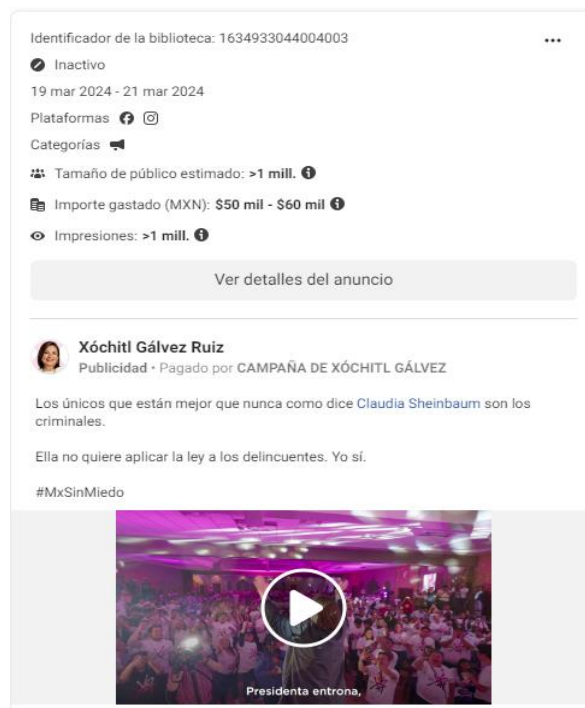 Identificador de la biblioteca: 1634933044004003
Inactivo
19 mar 2024 - 21 mar 2024
Plataformas
Categorías
Tamaño de público estimado: >1 mill.
Importe gastado (MXN): $50 mil - $60 mil
Impresiones: >1 mill.
Ver detalles del anuncio
Xóchitl Gálvez Ruiz
Publicidad • Pagado por CAMPAÑA DE XÓCHITL GÁLVEZ
Los únicos que están mejor que nunca como dice Claudia Sheinbaum son los
criminales.
Ella no quiere aplicar la ley a los delincuentes. Yo sí.
#MxSinMiedo
Presidenta entrona,